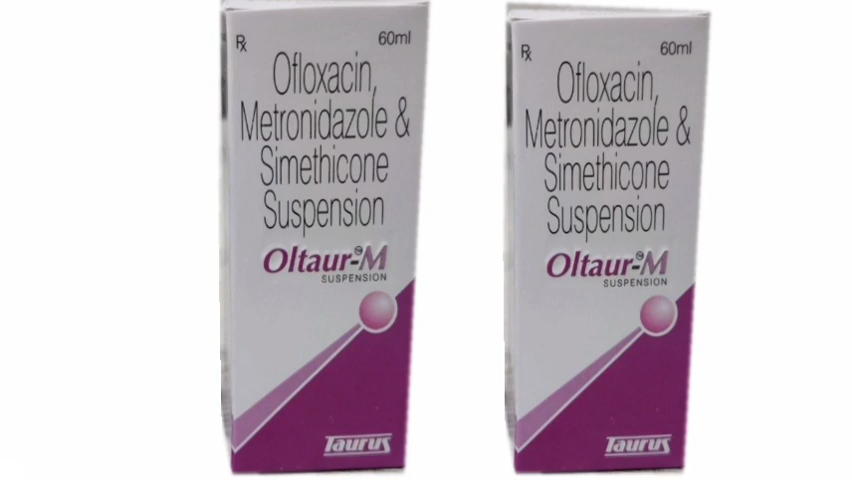 Rx 60ml
Ofloxacin,
Metronidazole &
Simethicone
Suspension
Oltaur-M
SUSPENSION
Taurus
Rx 60ml
Ofloxacin,
Metronidazole &
Simethicone
Suspension
Oltaur-M
SUSPENSION
Taurus